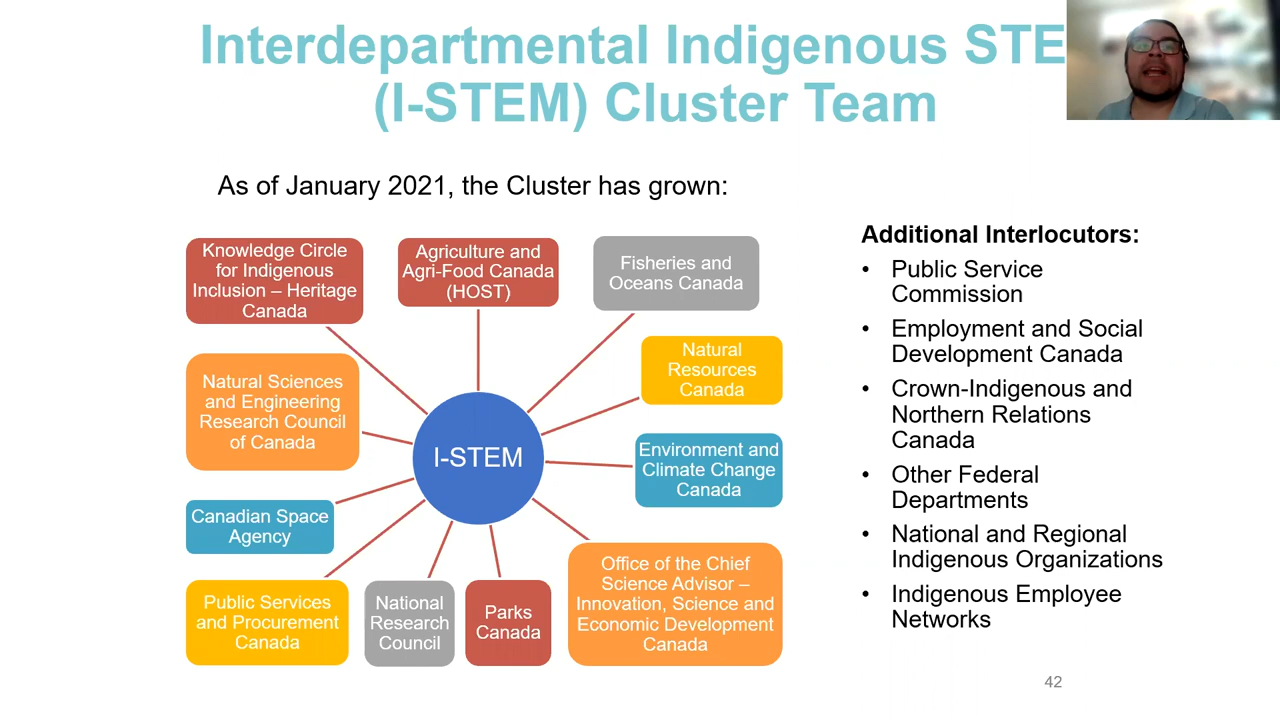 Interdepartmental Indigenous STE
(I-STEM) Cluster Team
As of January 2021, the Cluster has grown:
Knowledge Circle
for Indigenous
Inclusion – Heritage
Canada
Agriculture and
Agri-Food Canada
(HOST)
Fisheries and
Oceans Canada
Natural
Resources
Canada
Natural Sciences
and Engineering
Research Council
of Canada
I-STEM
Environment and
Climate Change
Canada
Canadian Space
Agency
Public Services
and Procurement
Canada
National
Research
Council
Parks
Canada
Office of the Chief
Science Advisor –
Innovation, Science and
Economic Development
Canada
Additional Interlocutors:
• Public Service
Commission
• Employment and Social
Development Canada
• Crown-Indigenous and
Northern Relations
Canada
• Other Federal
Departments
• National and Regional
Indigenous Organizations
• Indigenous Employee
Networks
42